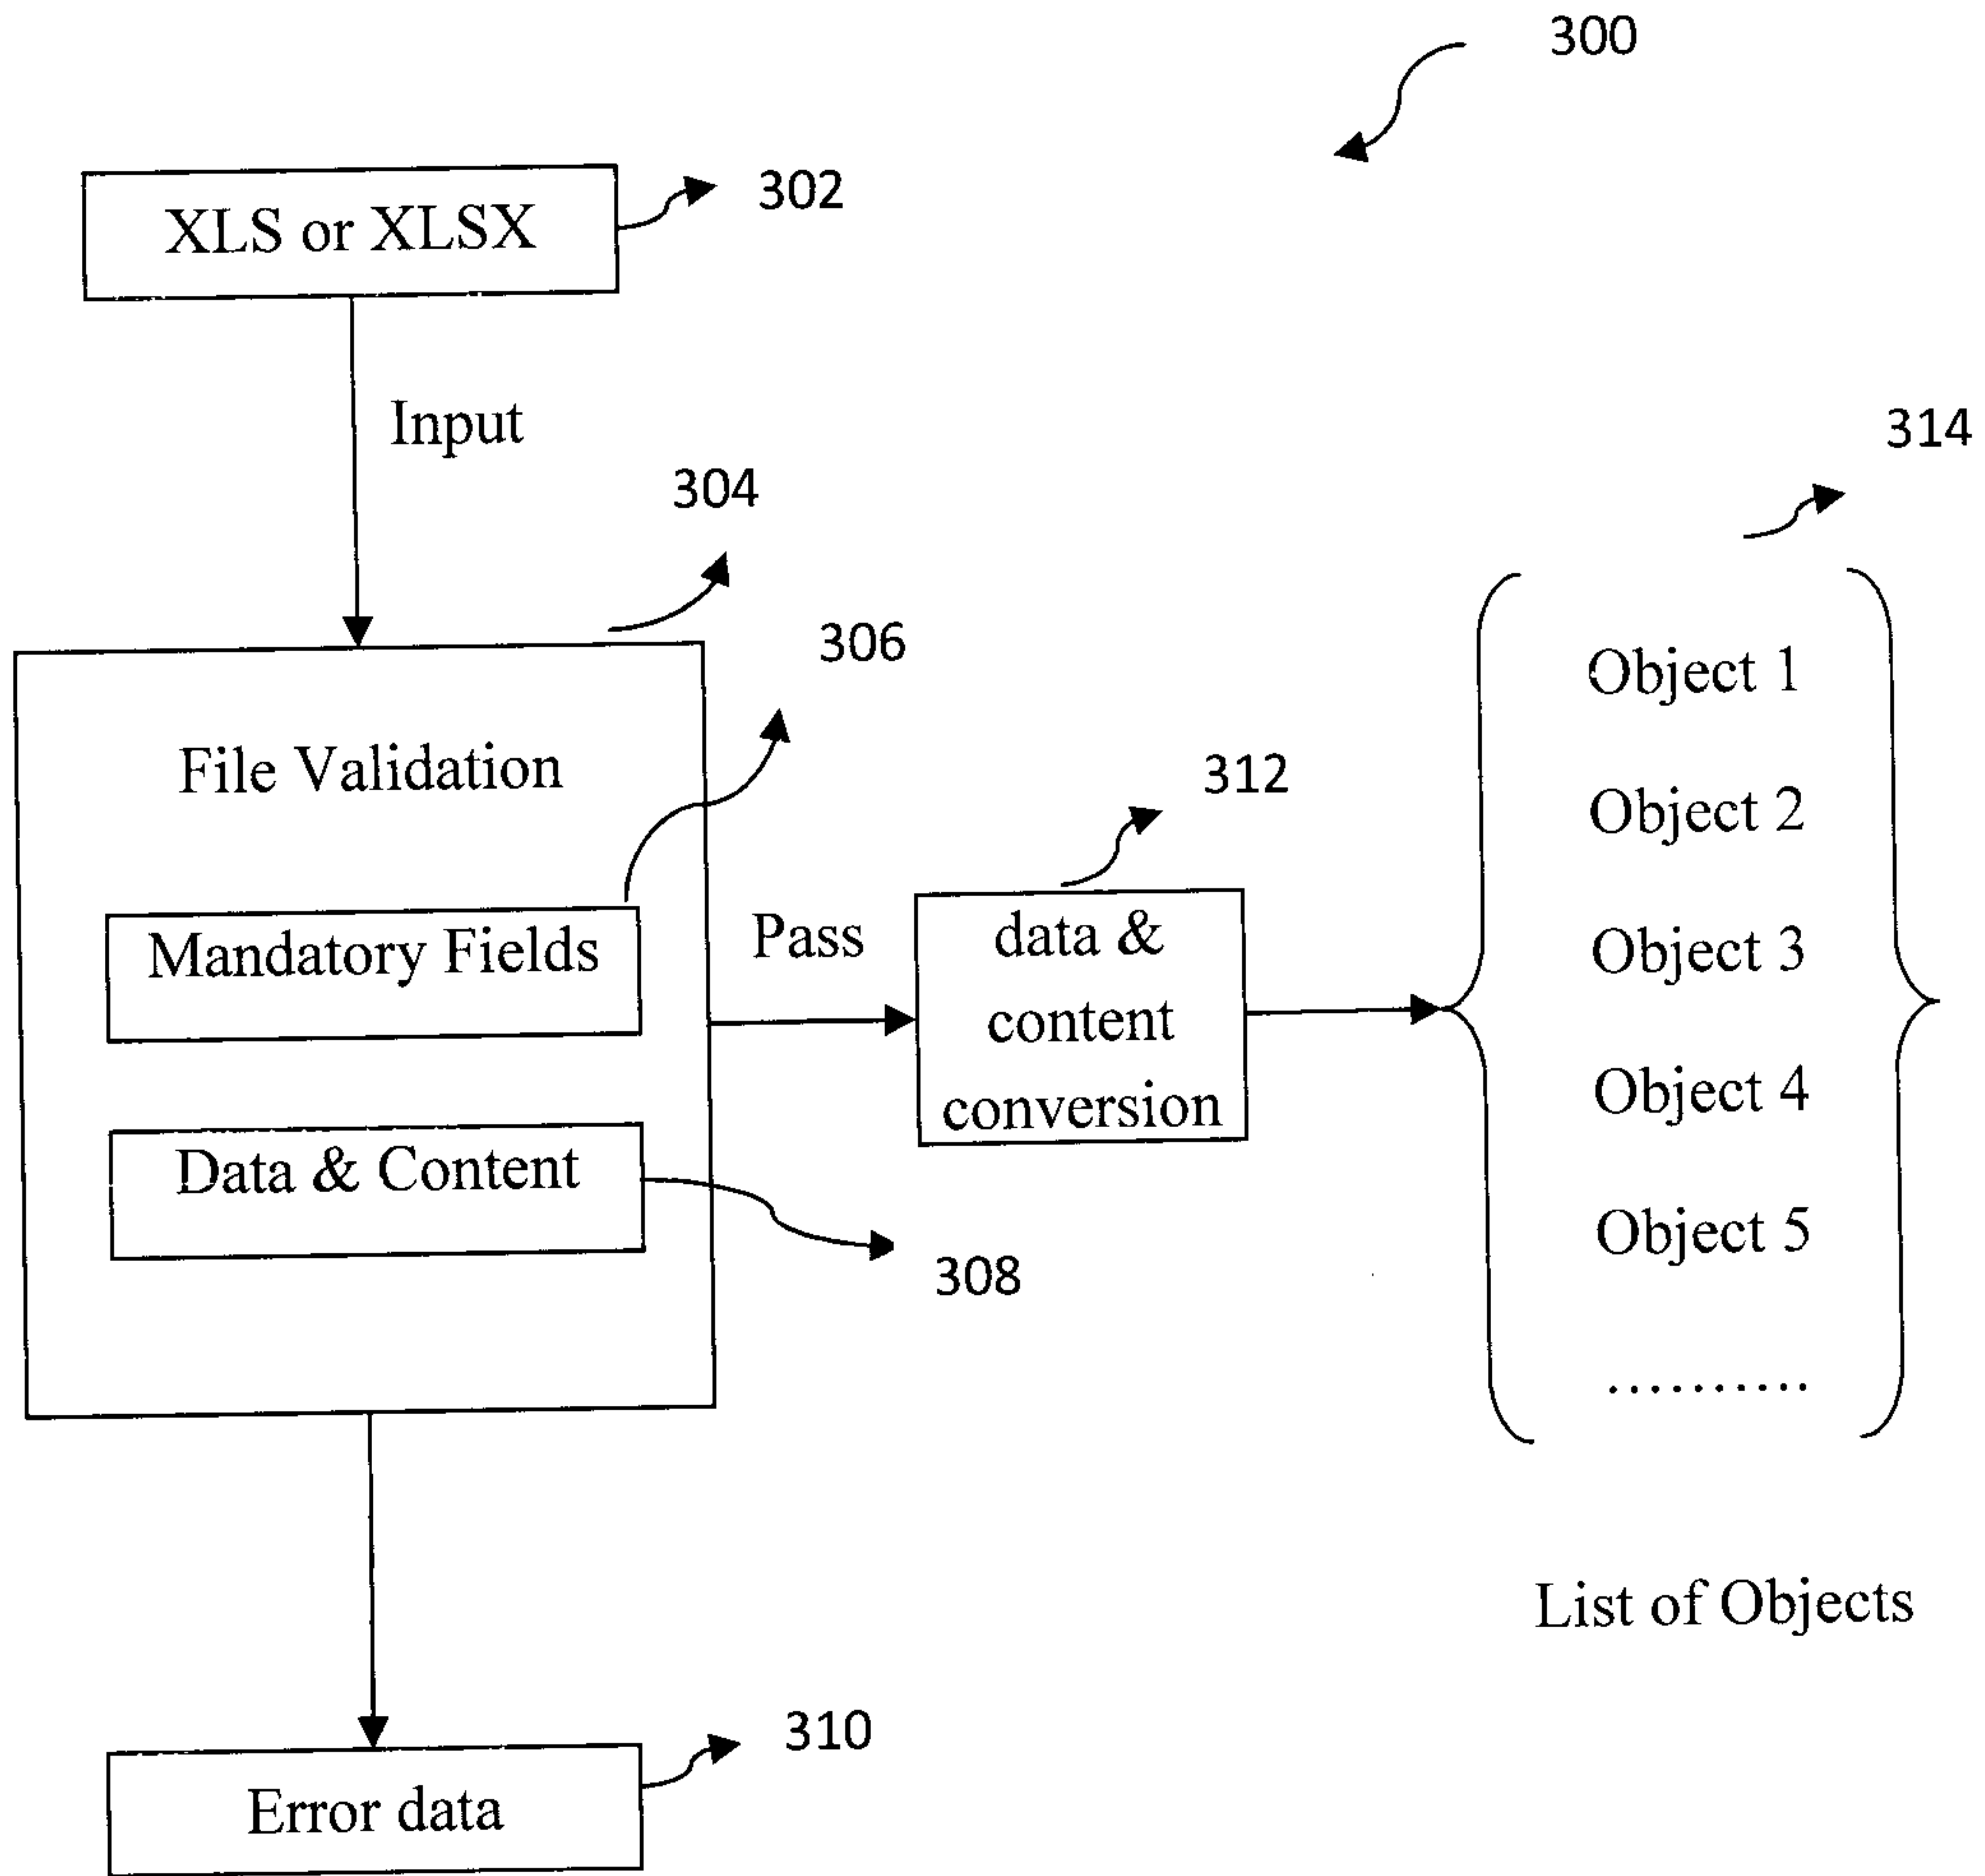 300
XLS or XLSX
302
Input
304
314
306
File Validation
Mandatory Fields
Data & Content
308
Pass
312
data &
content
conversion
Object 1
Object 2
Object 3
Object 4
Object 5
...........
List of Objects
310
Error data